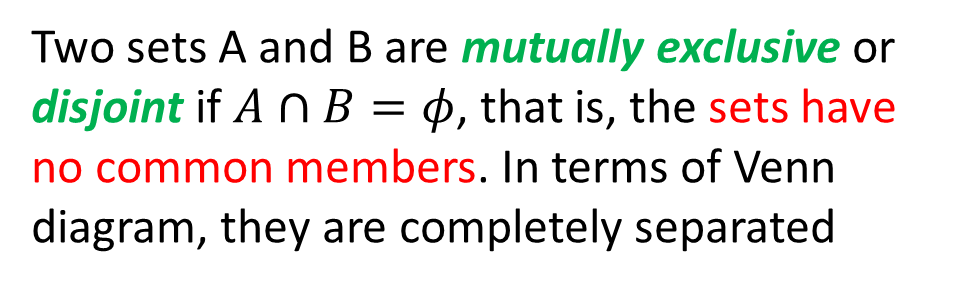 Two sets A and B are mutually exclusive or
disjoint if A ∩ B = ϕ, that is, the sets have
no common members. In terms of Venn
diagram, they are completely separated